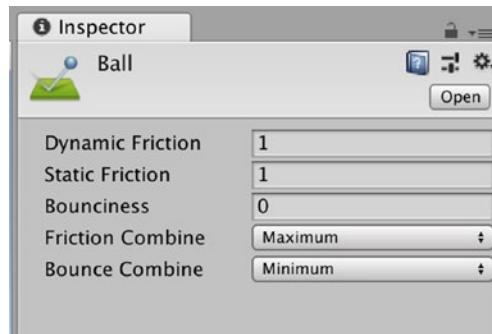 Inspector
Ball
Open
Dynamic Friction 1
Static Friction 1
Bounciness 0
Friction Combine Maximum
Bounce Combine Minimum